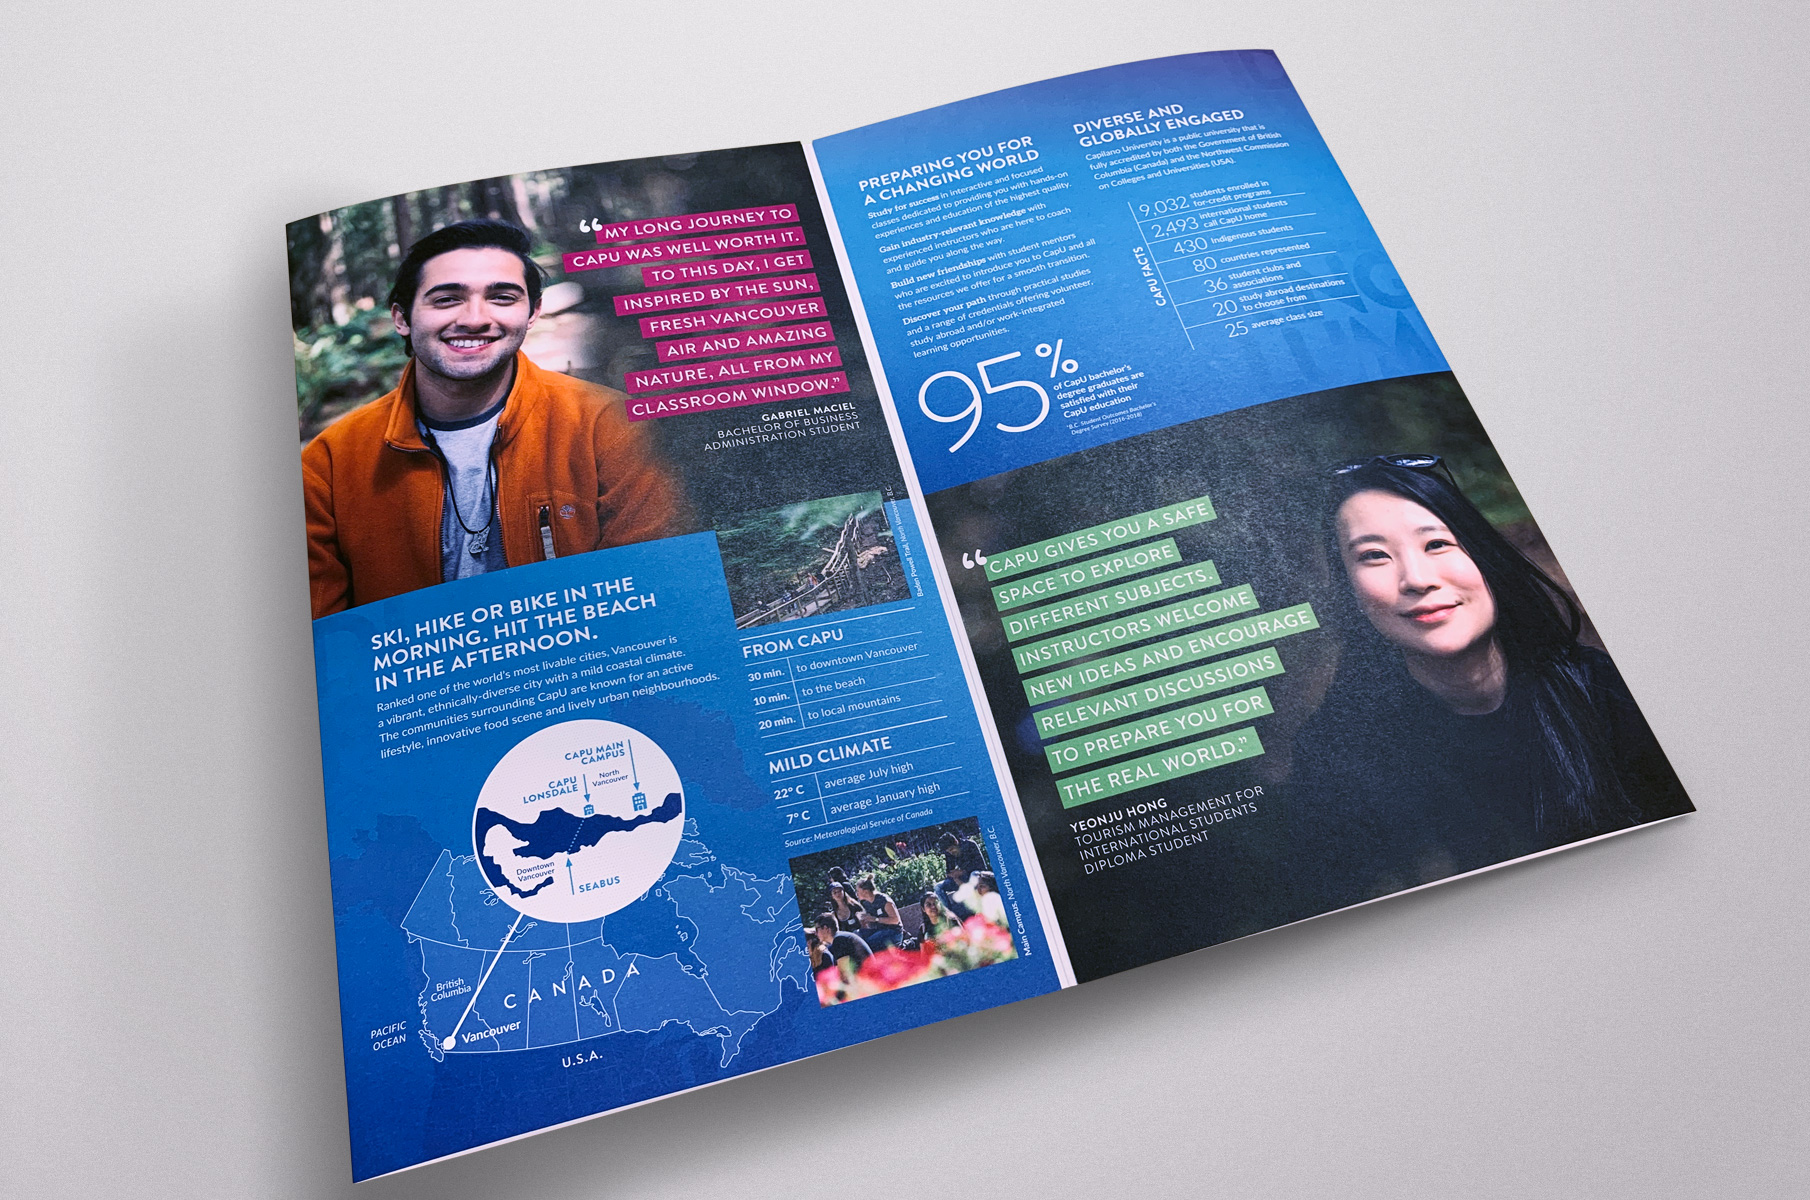 “MY LONG JOURNEY TO
CAPU WAS WELL WORTH IT.
TO THIS DAY, I GET
INSPIRED BY THE SUN,
FRESH VANCOUVER
AIR AND AMAZING
NATURE, ALL FROM MY
CLASSROOM WINDOW.”
GABRIEL MACIEL
BACHELOR OF BUSINESS
ADMINISTRATION STUDENT
SKI, HIKE OR BIKE IN THE
MORNING. HIT THE BEACH
IN THE AFTERNOON.
Ranked one of the world's most livable cities, Vancouver is
a vibrant, ethnically-diverse city with a mild coastal climate.
The communities surrounding CapU are known for an active
lifestyle, innovative food scene and lively urban neighbourhoods.
CAPU MAIN
CAMPUS
CAPU
LONSDALE
North
Vancouver
Downtown
Vancouver
SEABUS
British
Columbia
CANADA
PACIFIC
OCEAN
Vancouver
U.S.A.
Baden Powell Trail, North Vancouver, B.C.
FROM CAPU
30 min. to downtown Vancouver
10 min. to the beach
20 min. to local mountains
MILD CLIMATE
22° C average July high
7° C average January high
Source: Meteorological Service of Canada
Main Campus, North Vancouver, B.C.
PREPARING YOU FOR
A CHANGING WORLD
Study for success in interactive and focused
classes dedicated to providing you with hands-on
experiences and education of the highest quality.
Gain industry-relevant knowledge with
experienced instructors who are here to coach
and guide you along the way.
Build new friendships with student mentors
who are excited to introduce you to CapU and all
the resources we offer for a smooth transition.
Discover your path through practical studies
and a range of credentials offering volunteer,
study abroad and/or work-integrated
learning opportunities.
95%
of CapU bachelor's
degree graduates are
satisfied with their
CapU education
*B.C. Student Outcomes Bachelor's
Degree Survey (2016-2018)
DIVERSE AND
GLOBALLY ENGAGED
Capilano University is a public university that is
fully accredited by both the Government of British
Columbia (Canada) and the Northwest Commission
on Colleges and Universities (USA).
CAPU FACTS
9,032 students enrolled in
for-credit programs
2,493 international students
call CapU home
430 Indigenous students
80 countries represented
36 student clubs and
associations
20 study abroad destinations
to choose from
25 average class size
“CAPU GIVES YOU A SAFE
SPACE TO EXPLORE
DIFFERENT SUBJECTS.
INSTRUCTORS WELCOME
NEW IDEAS AND ENCOURAGE
RELEVANT DISCUSSIONS
TO PREPARE YOU FOR
THE REAL WORLD.”
YEONJU HONG
TOURISM MANAGEMENT FOR
INTERNATIONAL STUDENTS
DIPLOMA STUDENT